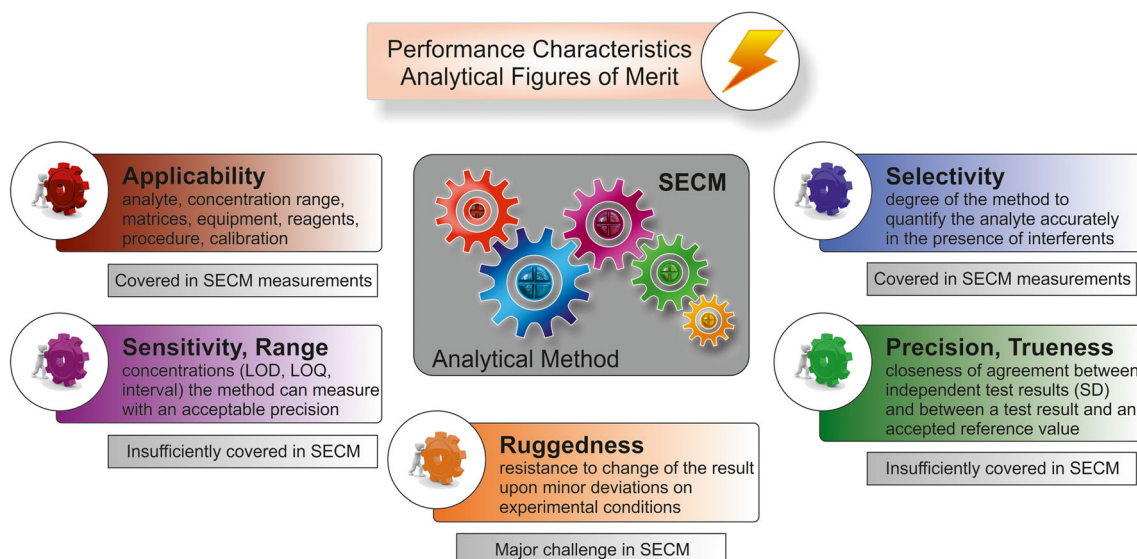 Performance Characteristics
Analytical Figures of Merit
Applicability
analyte, concentration range,
matrices, equipment, reagents,
procedure, calibration
Covered in SECM measurements
SECM
Analytical Method
Selectivity
degree of the method to
quantify the analyte accurately
in the presence of interferents
Covered in SECM measurements
Sensitivity, Range
concentrations (LOD, LOQ,
interval) the method can measure
with an acceptable precision
Insufficiently covered in SECM
Precision, Trueness
closeness of agreement between
independent test results (SD)
and between a test result and an
accepted reference value
Insufficiently covered in SECM
Ruggedness
resistance to change of the result
upon minor deviations on
experimental conditions
Major challenge in SECM